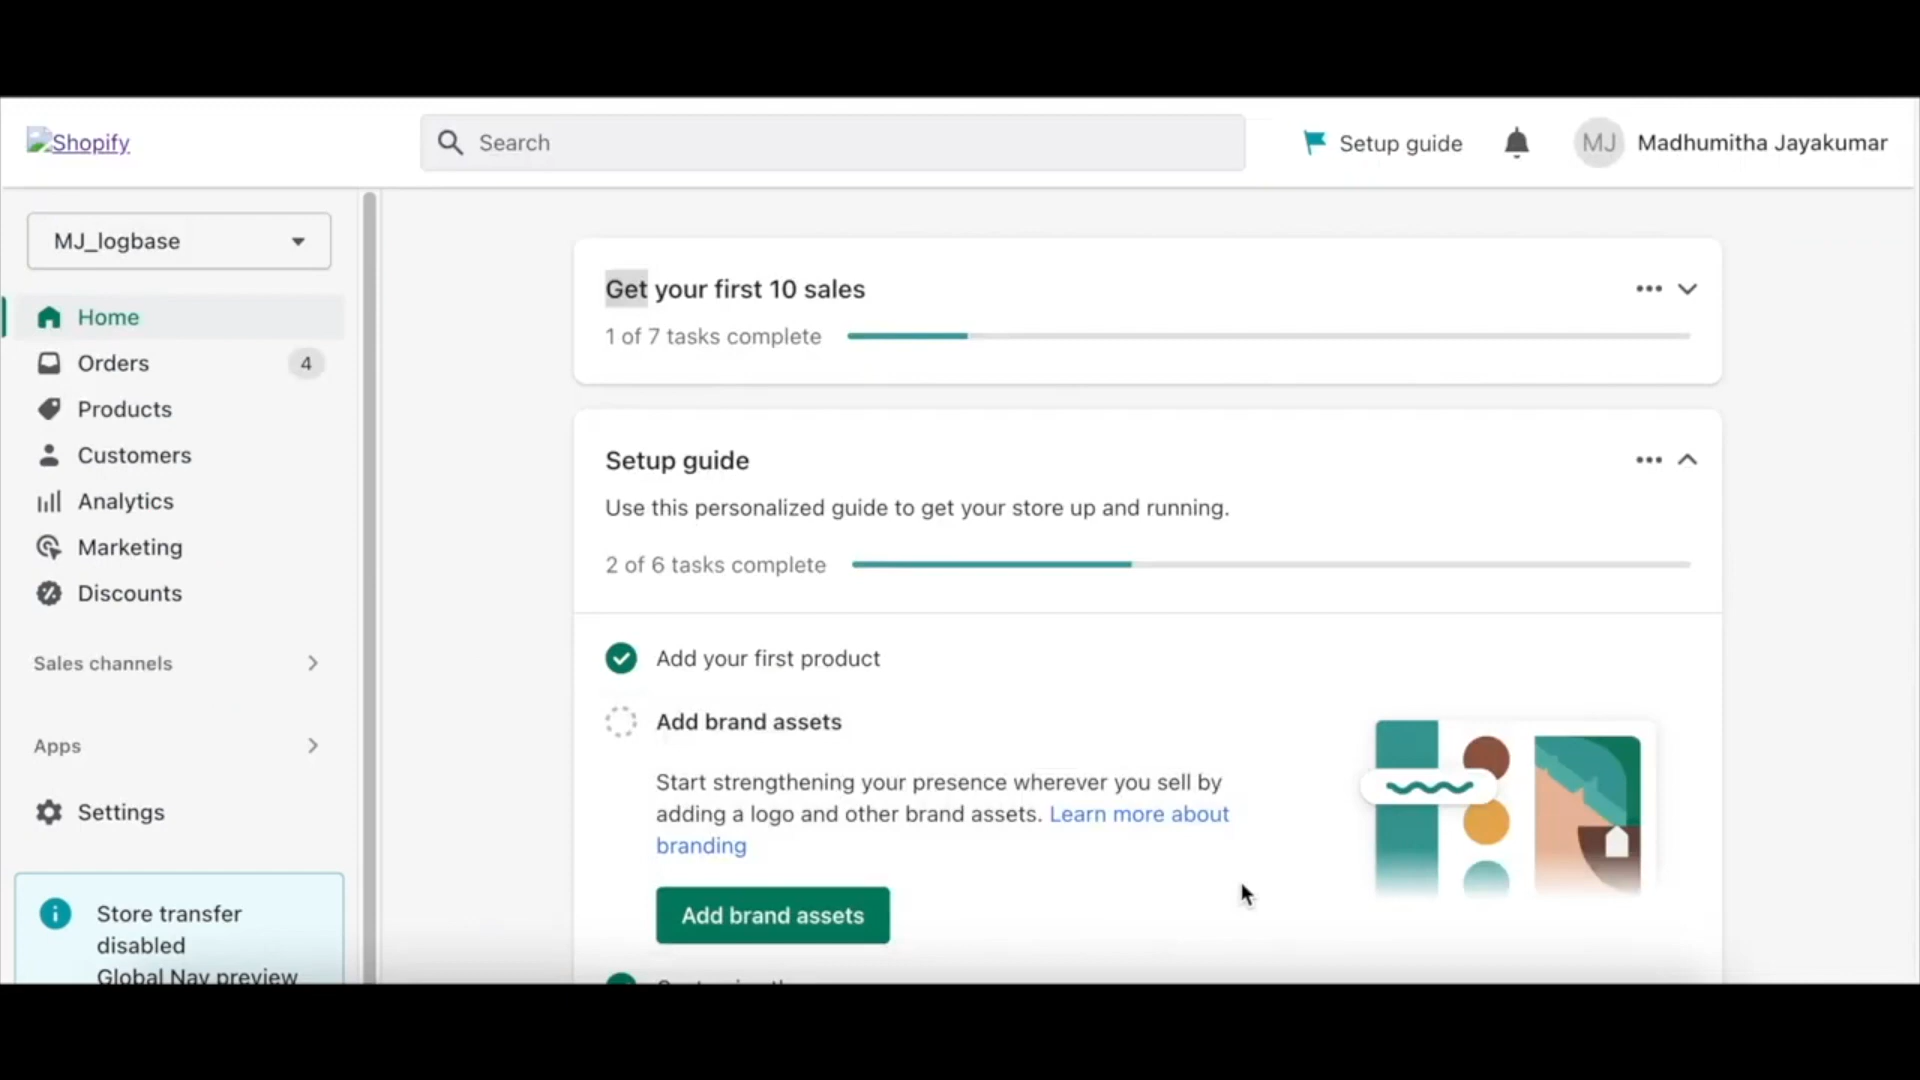 Shopify
Search
Setup guide
MJ
Madhumitha Jayakumar
MJ_logbase
Home
Orders
4
Products
Customers
Analytics
Marketing
Discounts
Sales channels
Apps
Settings
Store transfer
disabled
Global Nav preview
Get your first 10 sales
1 of 7 tasks complete
Setup guide
Use this personalized guide to get your store up and running.
2 of 6 tasks complete
Add your first product
Add brand assets
Start strengthening your presence wherever you sell by
adding a logo and other brand assets. Learn more about
branding
Add brand assets